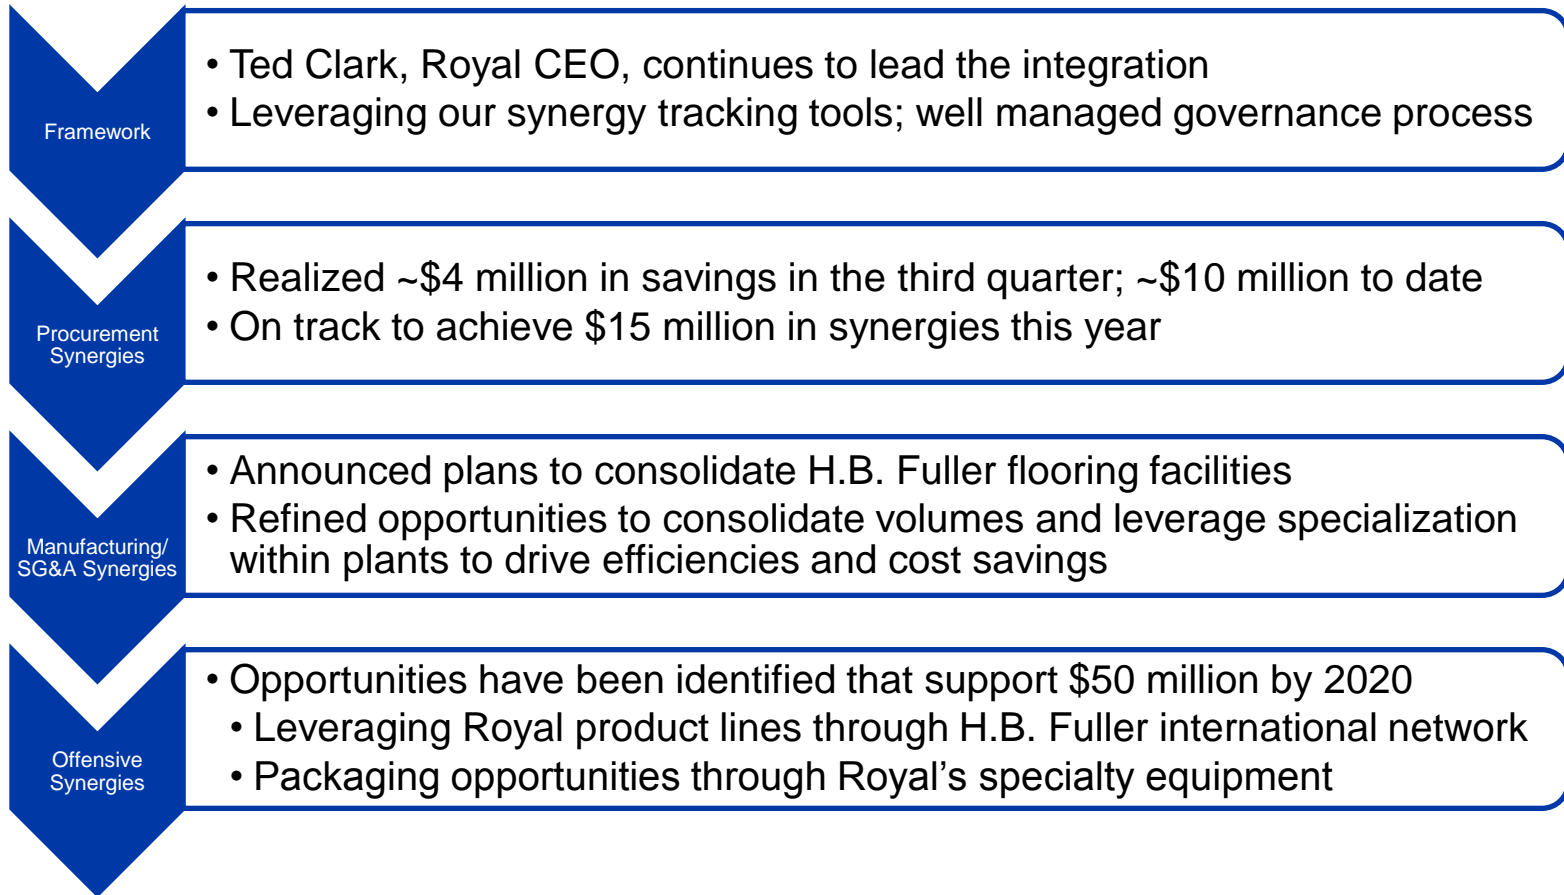 Framework
• Ted Clark, Royal CEO, continues to lead the integration
• Leveraging our synergy tracking tools; well managed governance process
Procurement
Synergies
• Realized ~$4 million in savings in the third quarter; ~$10 million to date
• On track to achieve $15 million in synergies this year
Manufacturing/
SG&A Synergies
• Announced plans to consolidate H.B. Fuller flooring facilities
• Refined opportunities to consolidate volumes and leverage specialization
within plants to drive efficiencies and cost savings
Offensive
Synergies
• Opportunities have been identified that support $50 million by 2020
• Leveraging Royal product lines through H.B. Fuller international network
• Packaging opportunities through Royal’s specialty equipment